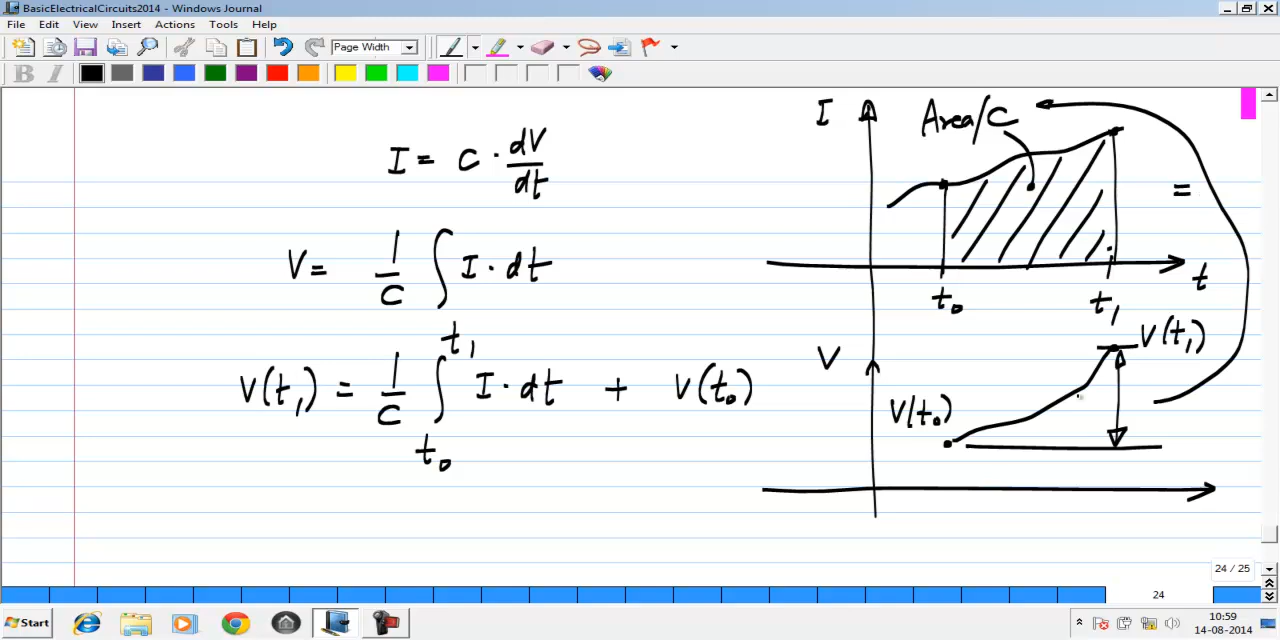 BasicElectricalCircuits2014 - Windows Journal
File Edit View Insert Actions Tools Help
Page Width
B I
I = C · dV/dt
V = 1/C ∫ I · dt
V(t₁) = 1/C ∫ t₀ t₁ I · dt + V(t₀)
I
Area/C
=
t₀ t₁ t
V
V(t₁)
V(t₀)
24 / 25
24
Start
10:59
14-08-2014